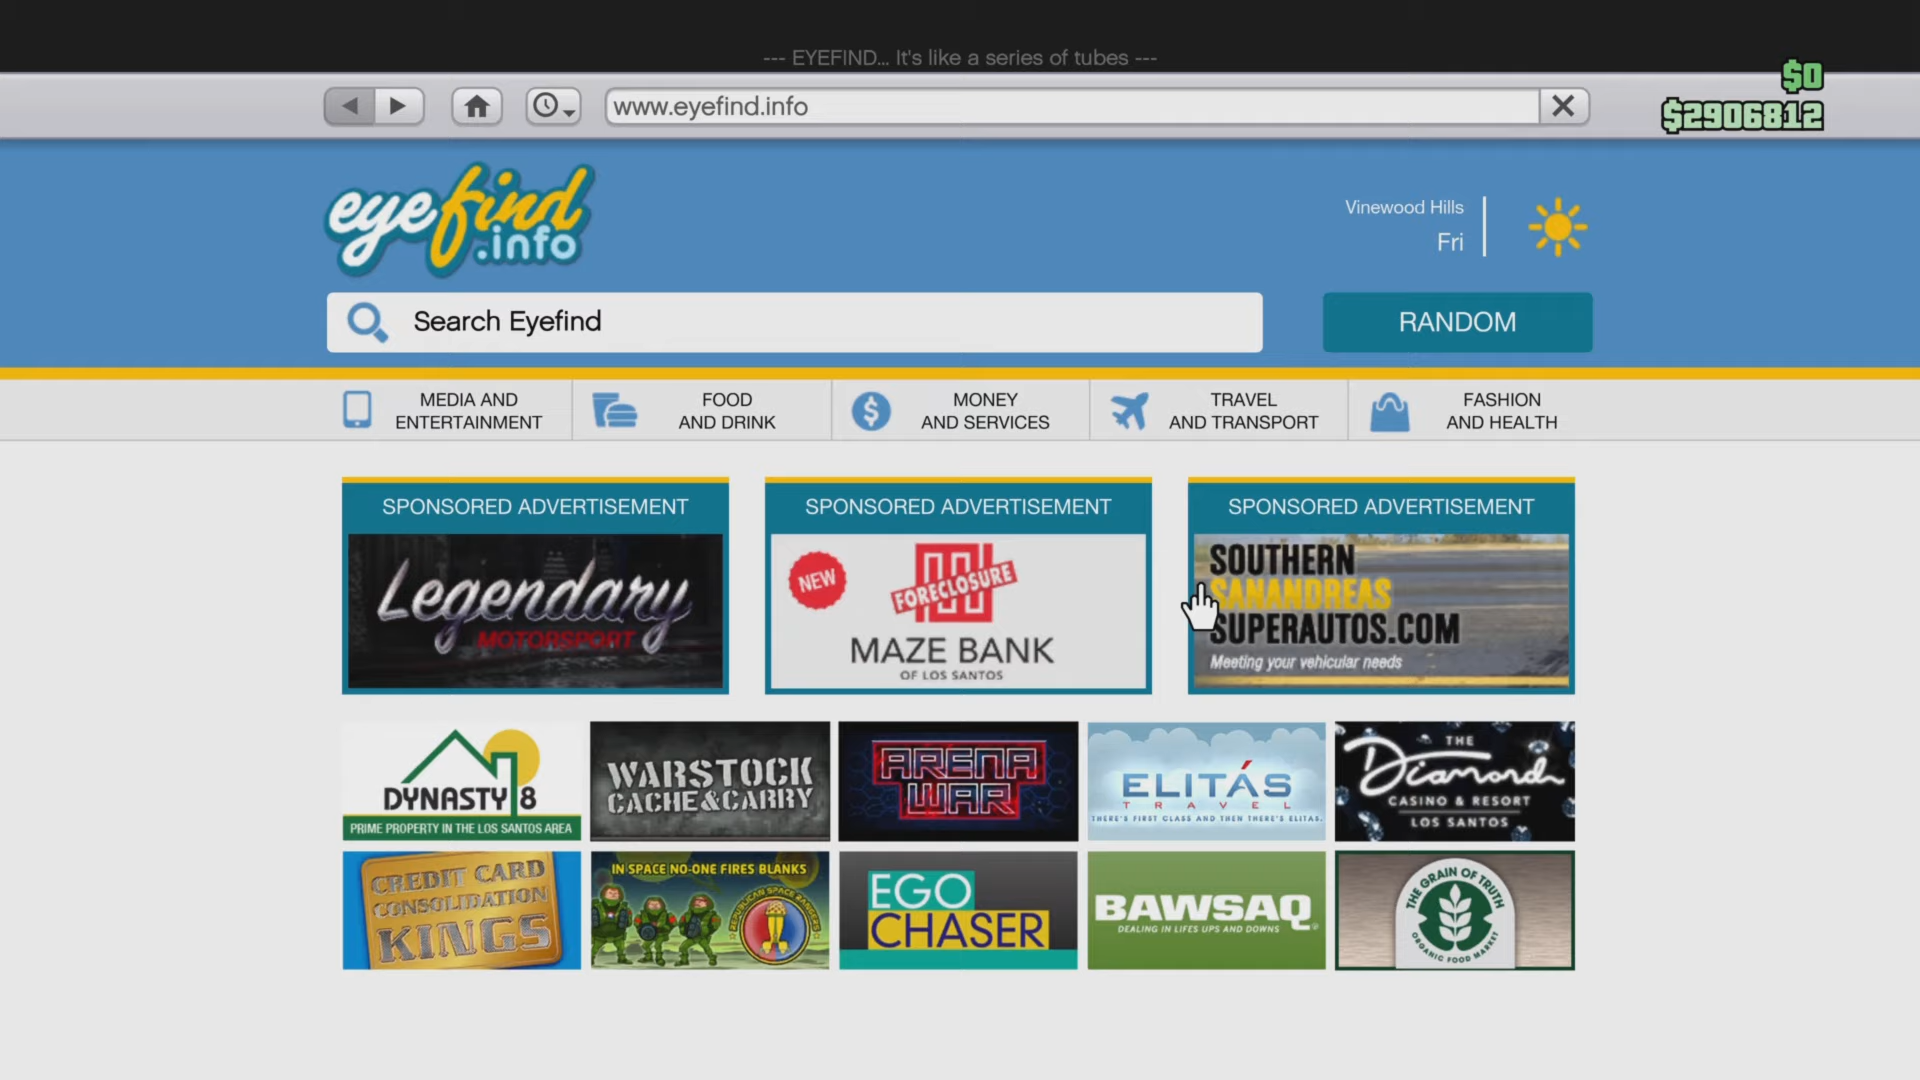 --- EYEFIND... It's like a series of tubes ---
$0
www.eyefind.info
$2906812
eyefind
.info
Vinewood Hills
Fri
Search Eyefind
RANDOM
MEDIA AND
ENTERTAINMENT
FOOD
AND DRINK
MONEY
AND SERVICES
TRAVEL
AND TRANSPORT
FASHION
AND HEALTH
SPONSORED ADVERTISEMENT
Legendary
MOTORSPORT
SPONSORED ADVERTISEMENT
NEW
FORECLOSURE
MAZE BANK
OF LOS SANTOS
SPONSORED ADVERTISEMENT
SOUTHERN
SANANDREAS
SUPERAUTOS.COM
Meeting your vehicular needs
DYNASTY 8
PRIME PROPERTY IN THE LOS SANTOS AREA
WARSTOCK
CACHE&CARRY
ARENA
WAR
ELITÁS
TRAVEL
THERE'S FIRST CLASS AND THEN THERE'S ELITAS.
THE
Diamond
CASINO & RESORT
LOS SANTOS
CREDIT CARD
CONSOLIDATION
KINGS
IN SPACE NO-ONE FIRES BLANKS
REPUBLICAN SPACE RANGERS
EGO
CHASER
BAWSAQ
DEALING IN LIFES UPS AND DOWNS
THE GRAIN OF TRUTH
ORGANIC FOOD MARKET